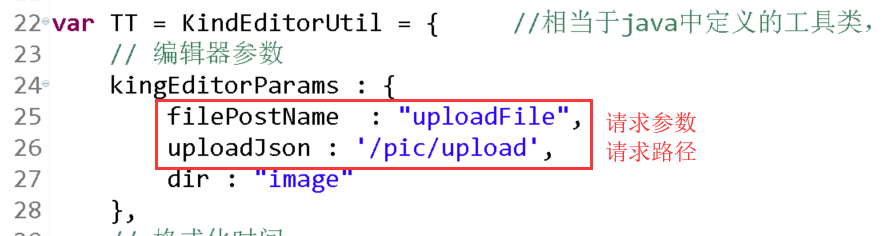 22 var TT = KindEditorUtil = { //相当于java中定义的工具类,
23 // 编辑器参数
24 kingEditorParams : {
25 filePostName : "uploadFile", 请求参数
26 uploadJson : '/pic/upload', 请求路径
27 dir : "image"
28 },